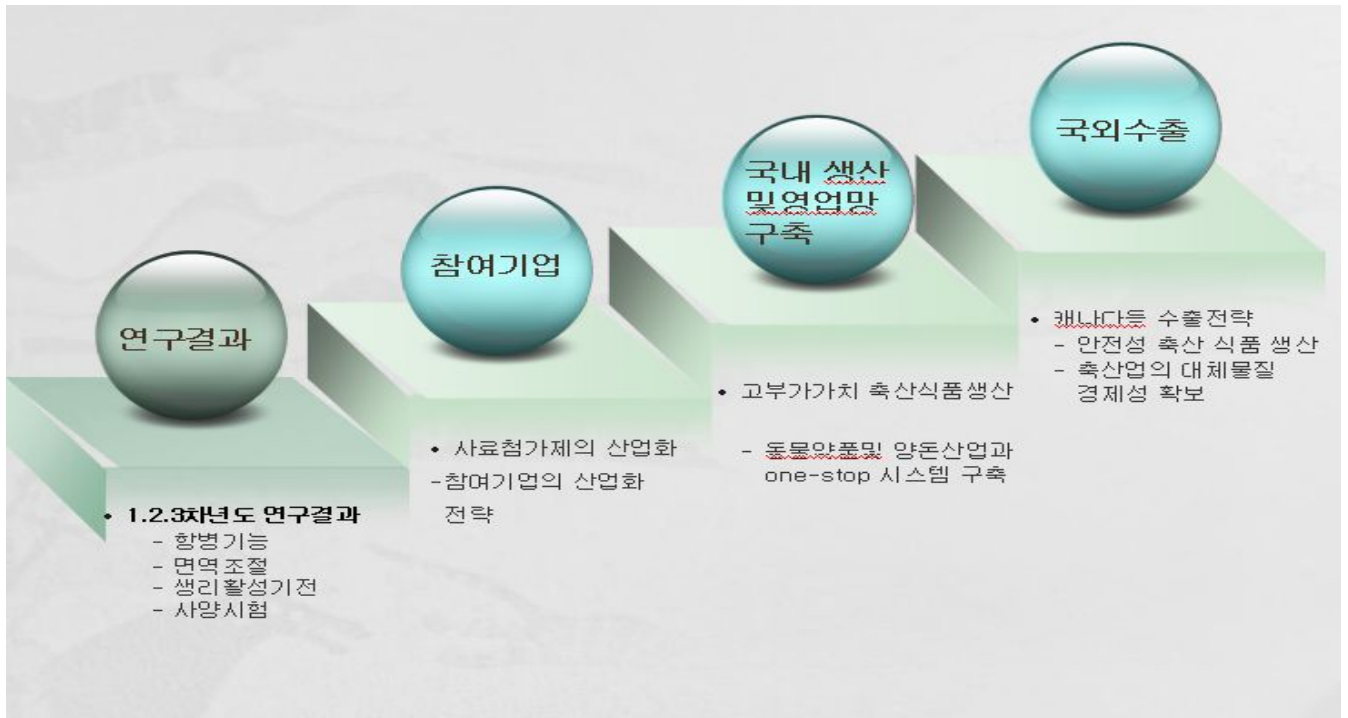 연구결과
• 1.2.3차년도 연구결과
- 항병기능
- 면역조절
- 생리활성기전
- 사양시험
참여기업
• 사료첨가제의 산업화
-참여기업의 산업화
전략
국내 생산
및영업망
구축
• 고부가가치 축산식품생산
- 동물약품및 양돈산업과
one-stop 시스템 구축
국외수출
• 캐나다등 수출전략
- 안전성 축산 식품 생산
- 축산업의 대체물질
경제성 확보